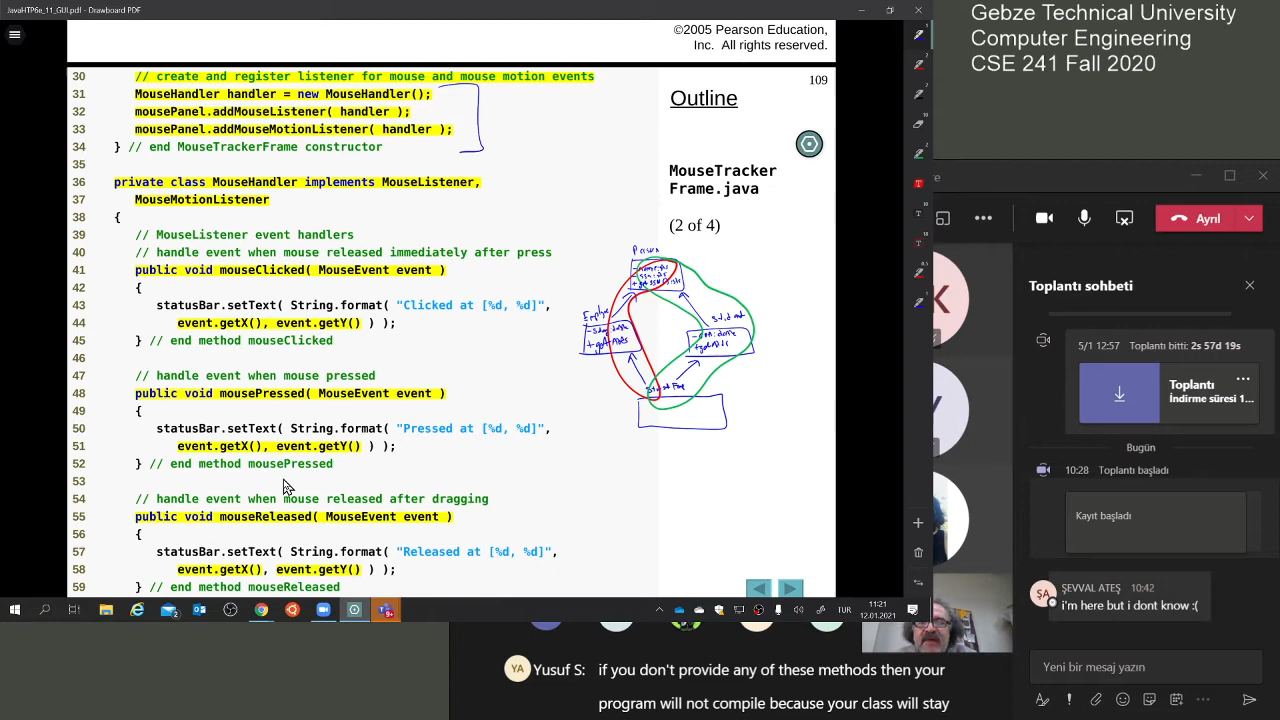 JavaHTP6e_11_GUI.pdf - Drawboard PDF
©2005 Pearson Education,
Inc. All rights reserved.
Gebze Technical University
Computer Engineering
CSE 241 Fall 2020
109
Outline
MouseTracker
Frame.java
(2 of 4)
30 // create and register listener for mouse and mouse motion events
31 MouseHandler handler = new MouseHandler();
32 mousePanel.addMouseListener( handler );
33 mousePanel.addMouseMotionListener( handler );
34 } // end MouseTrackerFrame constructor
35
36 private class MouseHandler implements MouseListener,
37 MouseMotionListener
38 {
39 // MouseListener event handlers
40 // handle event when mouse released immediately after press
41 public void mouseClicked( MouseEvent event )
42 {
43 statusBar.setText( String.format( "Clicked at [%d, %d]",
44 event.getX(), event.getY() ) );
45 } // end method mouseClicked
46
47 // handle event when mouse pressed
48 public void mousePressed( MouseEvent event )
49 {
50 statusBar.setText( String.format( "Pressed at [%d, %d]",
51 event.getX(), event.getY() ) );
52 } // end method mousePressed
53
54 // handle event when mouse released after dragging
55 public void mouseReleased( MouseEvent event )
56 {
57 statusBar.setText( String.format( "Released at [%d, %d]",
58 event.getX(), event.getY() ) );
59 } // end method mouseReleased
Person
Student
Ayrıl
Toplantı sohbeti
5/1 12:57 Toplantı bitti: 2s 57d 19s
Toplantı
İndirme süresi 1...
Bugün
10:28 Toplantı başladı
Kayıt başladı
ŞEVVAL ATEŞ 10:42
ŞA
i'm here but i dont know :(
Yeni bir mesaj yazın
K
Y
TUR
11:21
12.01.2021
YA Yusuf S: if you don't provide any of these methods then your
program will not compile because your class will stay